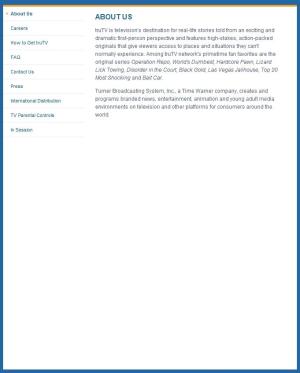 About Us
Careers
How to Get truTV
FAQ
Contact Us
Press
International Distribution
TV Parental Controls
In Session
ABOUT US
truTV is television's destination for real-life stories told from an exciting and
dramatic first-person perspective and features high-stakes, action-packed
originals that give viewers access to places and situations they can't
normally experience. Among truTV network's primetime fan favorites are the
original series Operation Repo, World's Dumbest, Hardcore Pawn, Lizard
Lick Towing, Disorder in the Court, Black Gold, Las Vegas Jailhouse, Top 20
Most Shocking and Bait Car.
Turner Broadcasting System, Inc., a Time Warner company, creates and
programs branded news, entertainment, animation and young adult media
environments on television and other platforms for consumers around the
world.